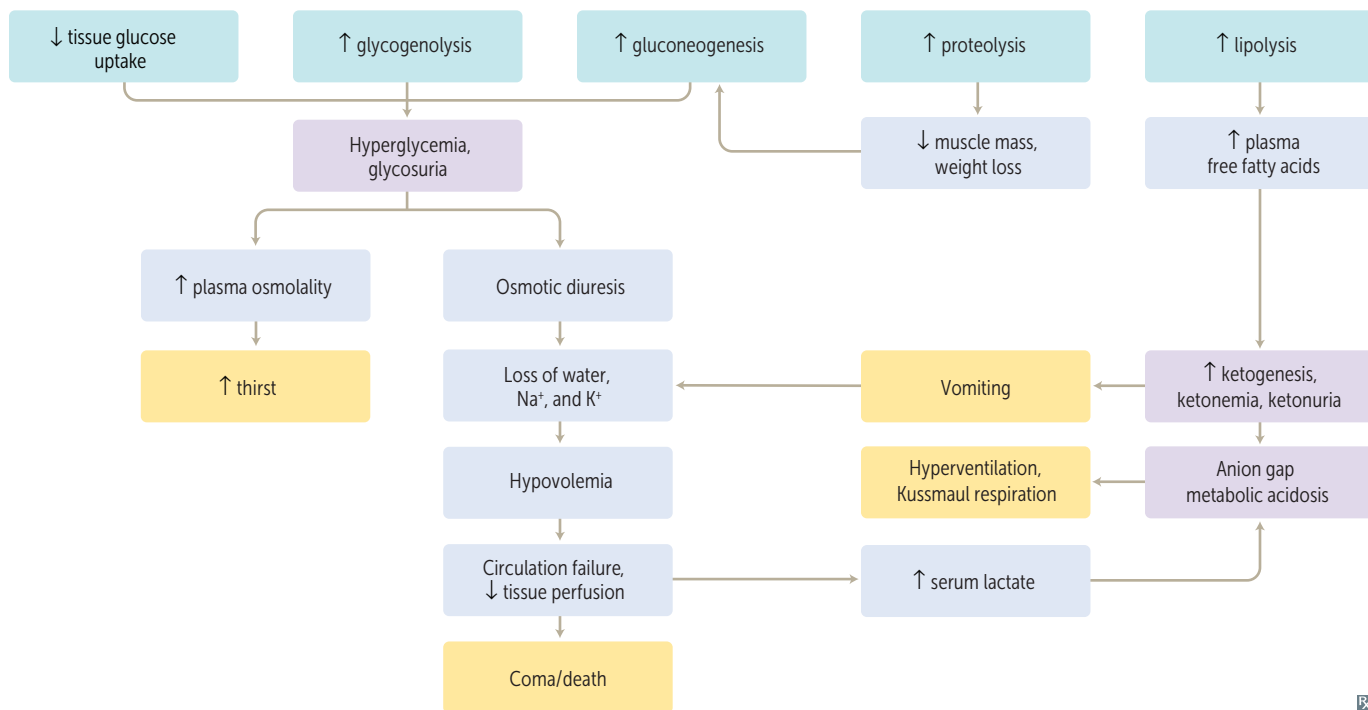 ↓ tissue glucose
uptake
↑ glycogenolysis
↑ gluconeogenesis
↑ proteolysis
↑ lipolysis
Hyperglycemia,
glycosuria
↓ muscle mass,
weight loss
↑ plasma
free fatty acids
↑ plasma osmolality
Osmotic diuresis
↑ thirst
Loss of water,
Na⁺, and K⁺
Vomiting
↑ ketogenesis,
ketonemia, ketonuria
Hypovolemia
Hyperventilation,
Kussmaul respiration
Anion gap
metabolic acidosis
Circulation failure,
↓ tissue perfusion
↑ serum lactate
Coma/death